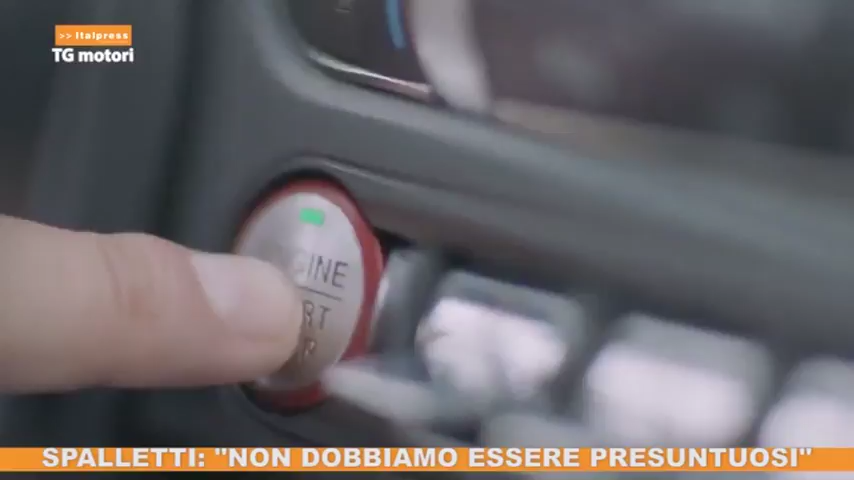 >> Italpress
TG motori
SPALLETTI: "NON DOBBIAMO ESSERE PRESUNTUOSI"